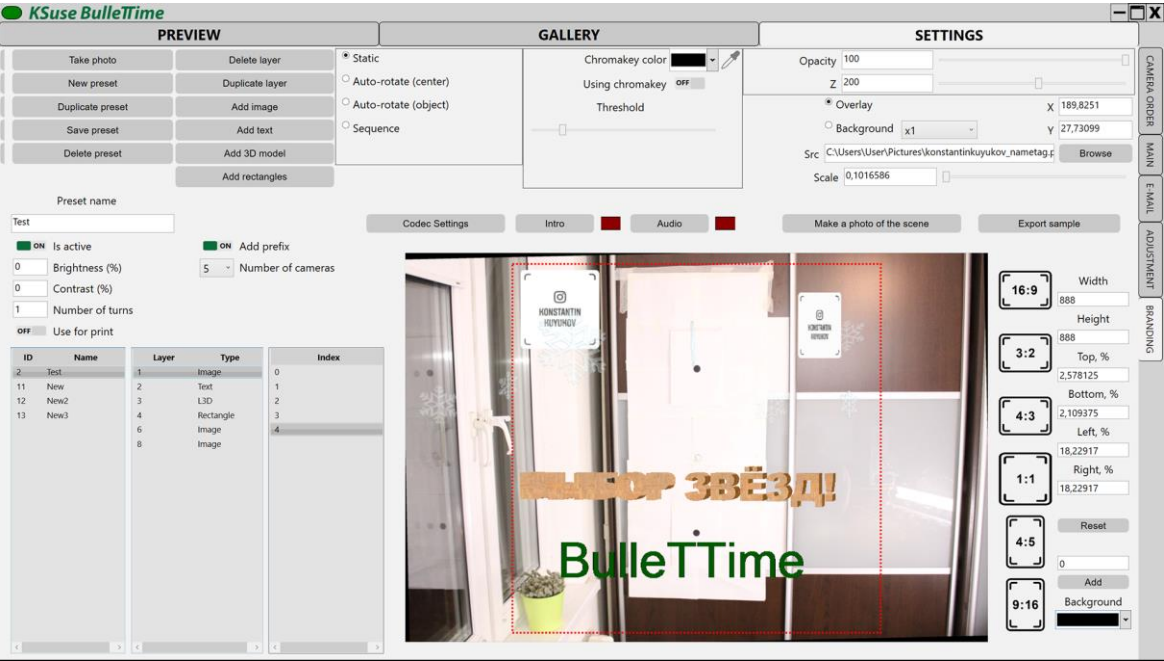 KSuse BulleTTime
PREVIEW
GALLERY
SETTINGS
Take photo
New preset
Duplicate preset
Save preset
Delete preset
Delete layer
Duplicate layer
Add image
Add text
Add 3D model
Add rectangles
Static
Auto-rotate (center)
Auto-rotate (object)
Sequence
Chromakey color
Using chromakey OFF
Threshold
Opacity 100
Z 200
Overlay
X 189,8251
Background x1
Y 27,73099
Src C:\Users\User\Pictures\konstantinkuyukov_nametag.p
Browse
Scale 0,1016586
CAMERA ORDER
MAIN
E-MAIL
ADJUSTMENT
BRANDING
Preset name
Test
ON Is active
ON Add prefix
0 Brightness (%)
5 Number of cameras
0 Contrast (%)
1 Number of turns
OFF Use for print
Codec Settings
Intro
Audio
Make a photo of the scene
Export sample
ID Name
2 Test
11 New
12 New2
13 New3
Layer Type
1 Image
2 Text
3 L3D
4 Rectangle
6 Image
8 Image
Index
0
1
2
3
4
KONSTANTIN
KUYUKOV
KONSTANTIN
KUYUKOV
ВЫБОР ЗВЁЗД!
BulleTTime
16:9
3:2
4:3
1:1
4:5
9:16
Width
888
Height
888
Top, %
2,578125
Bottom, %
2,109375
Left, %
18,22917
Right, %
18,22917
Reset
0
Add
Background